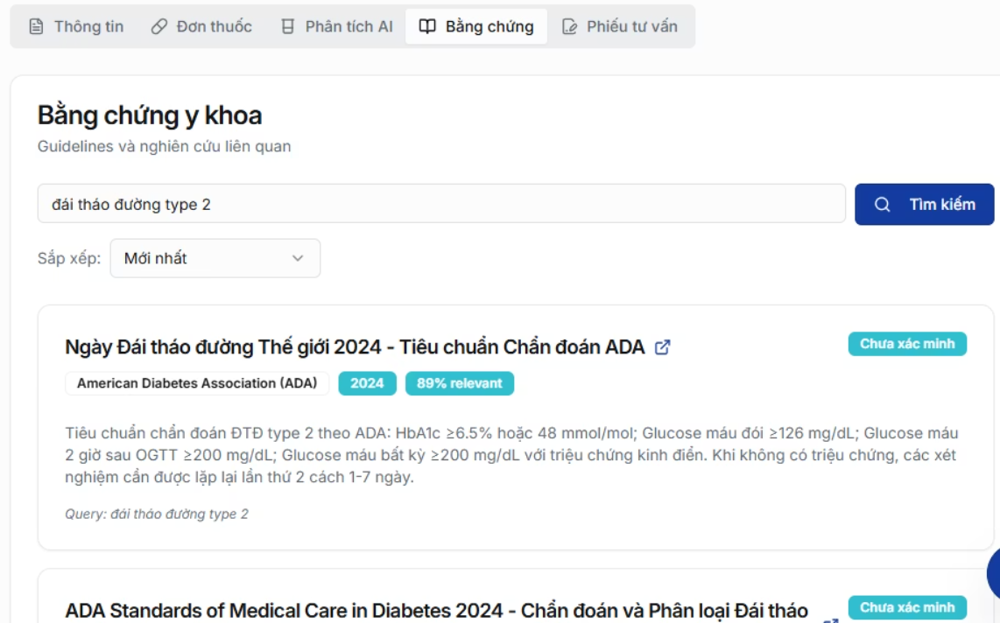 Thông tin Đơn thuốc Phân tích AI Bằng chứng Phiếu tư vấn
Bằng chứng y khoa
Guidelines và nghiên cứu liên quan
đái tháo đường type 2 Tìm kiếm
Sắp xếp: Mới nhất
Ngày Đái tháo đường Thế giới 2024 - Tiêu chuẩn Chẩn đoán ADA Chưa xác minh
American Diabetes Association (ADA) 2024 89% relevant
Tiêu chuẩn chẩn đoán ĐTĐ type 2 theo ADA: HbA1c ≥6.5% hoặc 48 mmol/mol; Glucose máu đói ≥126 mg/dL; Glucose máu
2 giờ sau OGTT ≥200 mg/dL; Glucose máu bất kỳ ≥200 mg/dL với triệu chứng kinh điển. Khi không có triệu chứng, các xét
nghiệm cần được lặp lại lần thứ 2 cách 1-7 ngày.
Query: đái tháo đường type 2
ADA Standards of Medical Care in Diabetes 2024 - Chẩn đoán và Phân loại Đái tháo Chưa xác minh